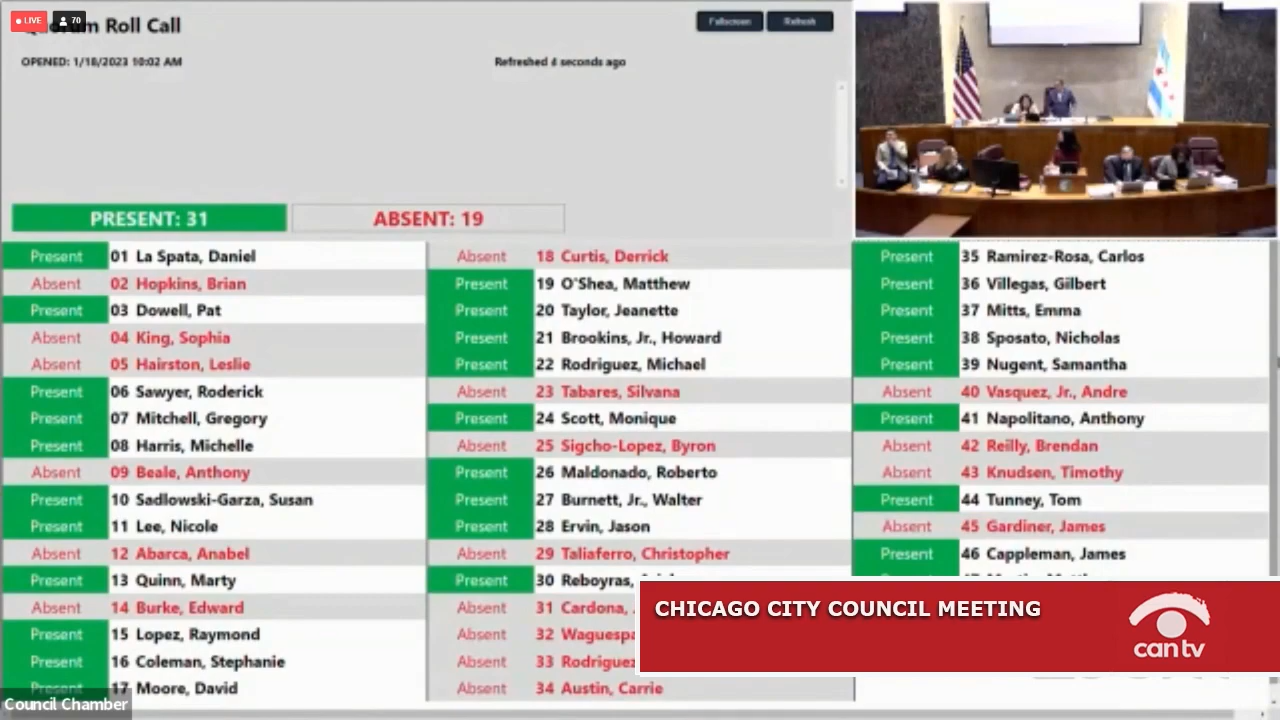 LIVE
70
Quorum Roll Call
Fullscreen
Refresh
OPENED: 1/18/2023 10:02 AM
Refreshed 4 seconds ago
PRESENT: 31
ABSENT: 19
Present 01 La Spata, Daniel
Absent 02 Hopkins, Brian
Present 03 Dowell, Pat
Absent 04 King, Sophia
Absent 05 Hairston, Leslie
Present 06 Sawyer, Roderick
Present 07 Mitchell, Gregory
Present 08 Harris, Michelle
Absent 09 Beale, Anthony
Present 10 Sadlowski-Garza, Susan
Present 11 Lee, Nicole
Absent 12 Abarca, Anabel
Present 13 Quinn, Marty
Absent 14 Burke, Edward
Present 15 Lopez, Raymond
Present 16 Coleman, Stephanie
Present 17 Moore, David
Absent 18 Curtis, Derrick
Present 19 O'Shea, Matthew
Present 20 Taylor, Jeanette
Present 21 Brookins, Jr., Howard
Present 22 Rodriguez, Michael
Absent 23 Tabares, Silvana
Present 24 Scott, Monique
Absent 25 Sigcho-Lopez, Byron
Present 26 Maldonado, Roberto
Present 27 Burnett, Jr., Walter
Present 28 Ervin, Jason
Absent 29 Taliaferro, Christopher
Present 30 Reboyras,
Absent 31 Cardona,
Absent 32 Waguespa
Absent 33 Rodriguez
Absent 34 Austin, Carrie
Present 35 Ramirez-Rosa, Carlos
Present 36 Villegas, Gilbert
Present 37 Mitts, Emma
Present 38 Sposato, Nicholas
Present 39 Nugent, Samantha
Absent 40 Vasquez, Jr., Andre
Present 41 Napolitano, Anthony
Absent 42 Reilly, Brendan
Absent 43 Knudsen, Timothy
Present 44 Tunney, Tom
Absent 45 Gardiner, James
Present 46 Cappleman, James
CHICAGO CITY COUNCIL MEETING
can tv
Council Chamber